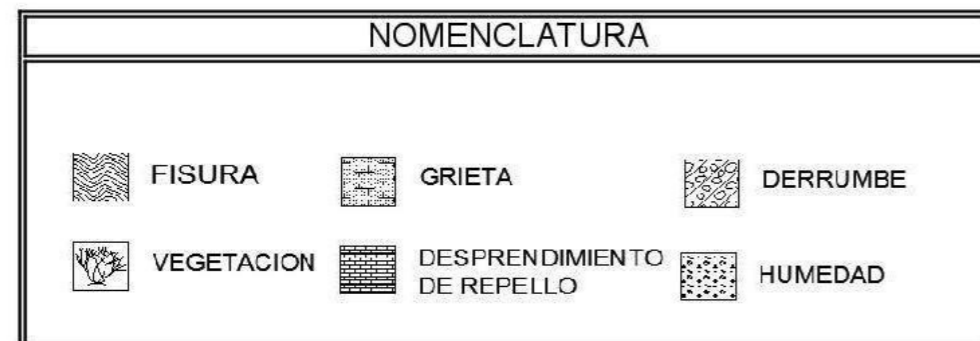 NOMENCLATURA
FISURA
GRIETA
DERRUMBE
VEGETACION
DESPRENDIMIENTO
DE REPELLO
HUMEDAD